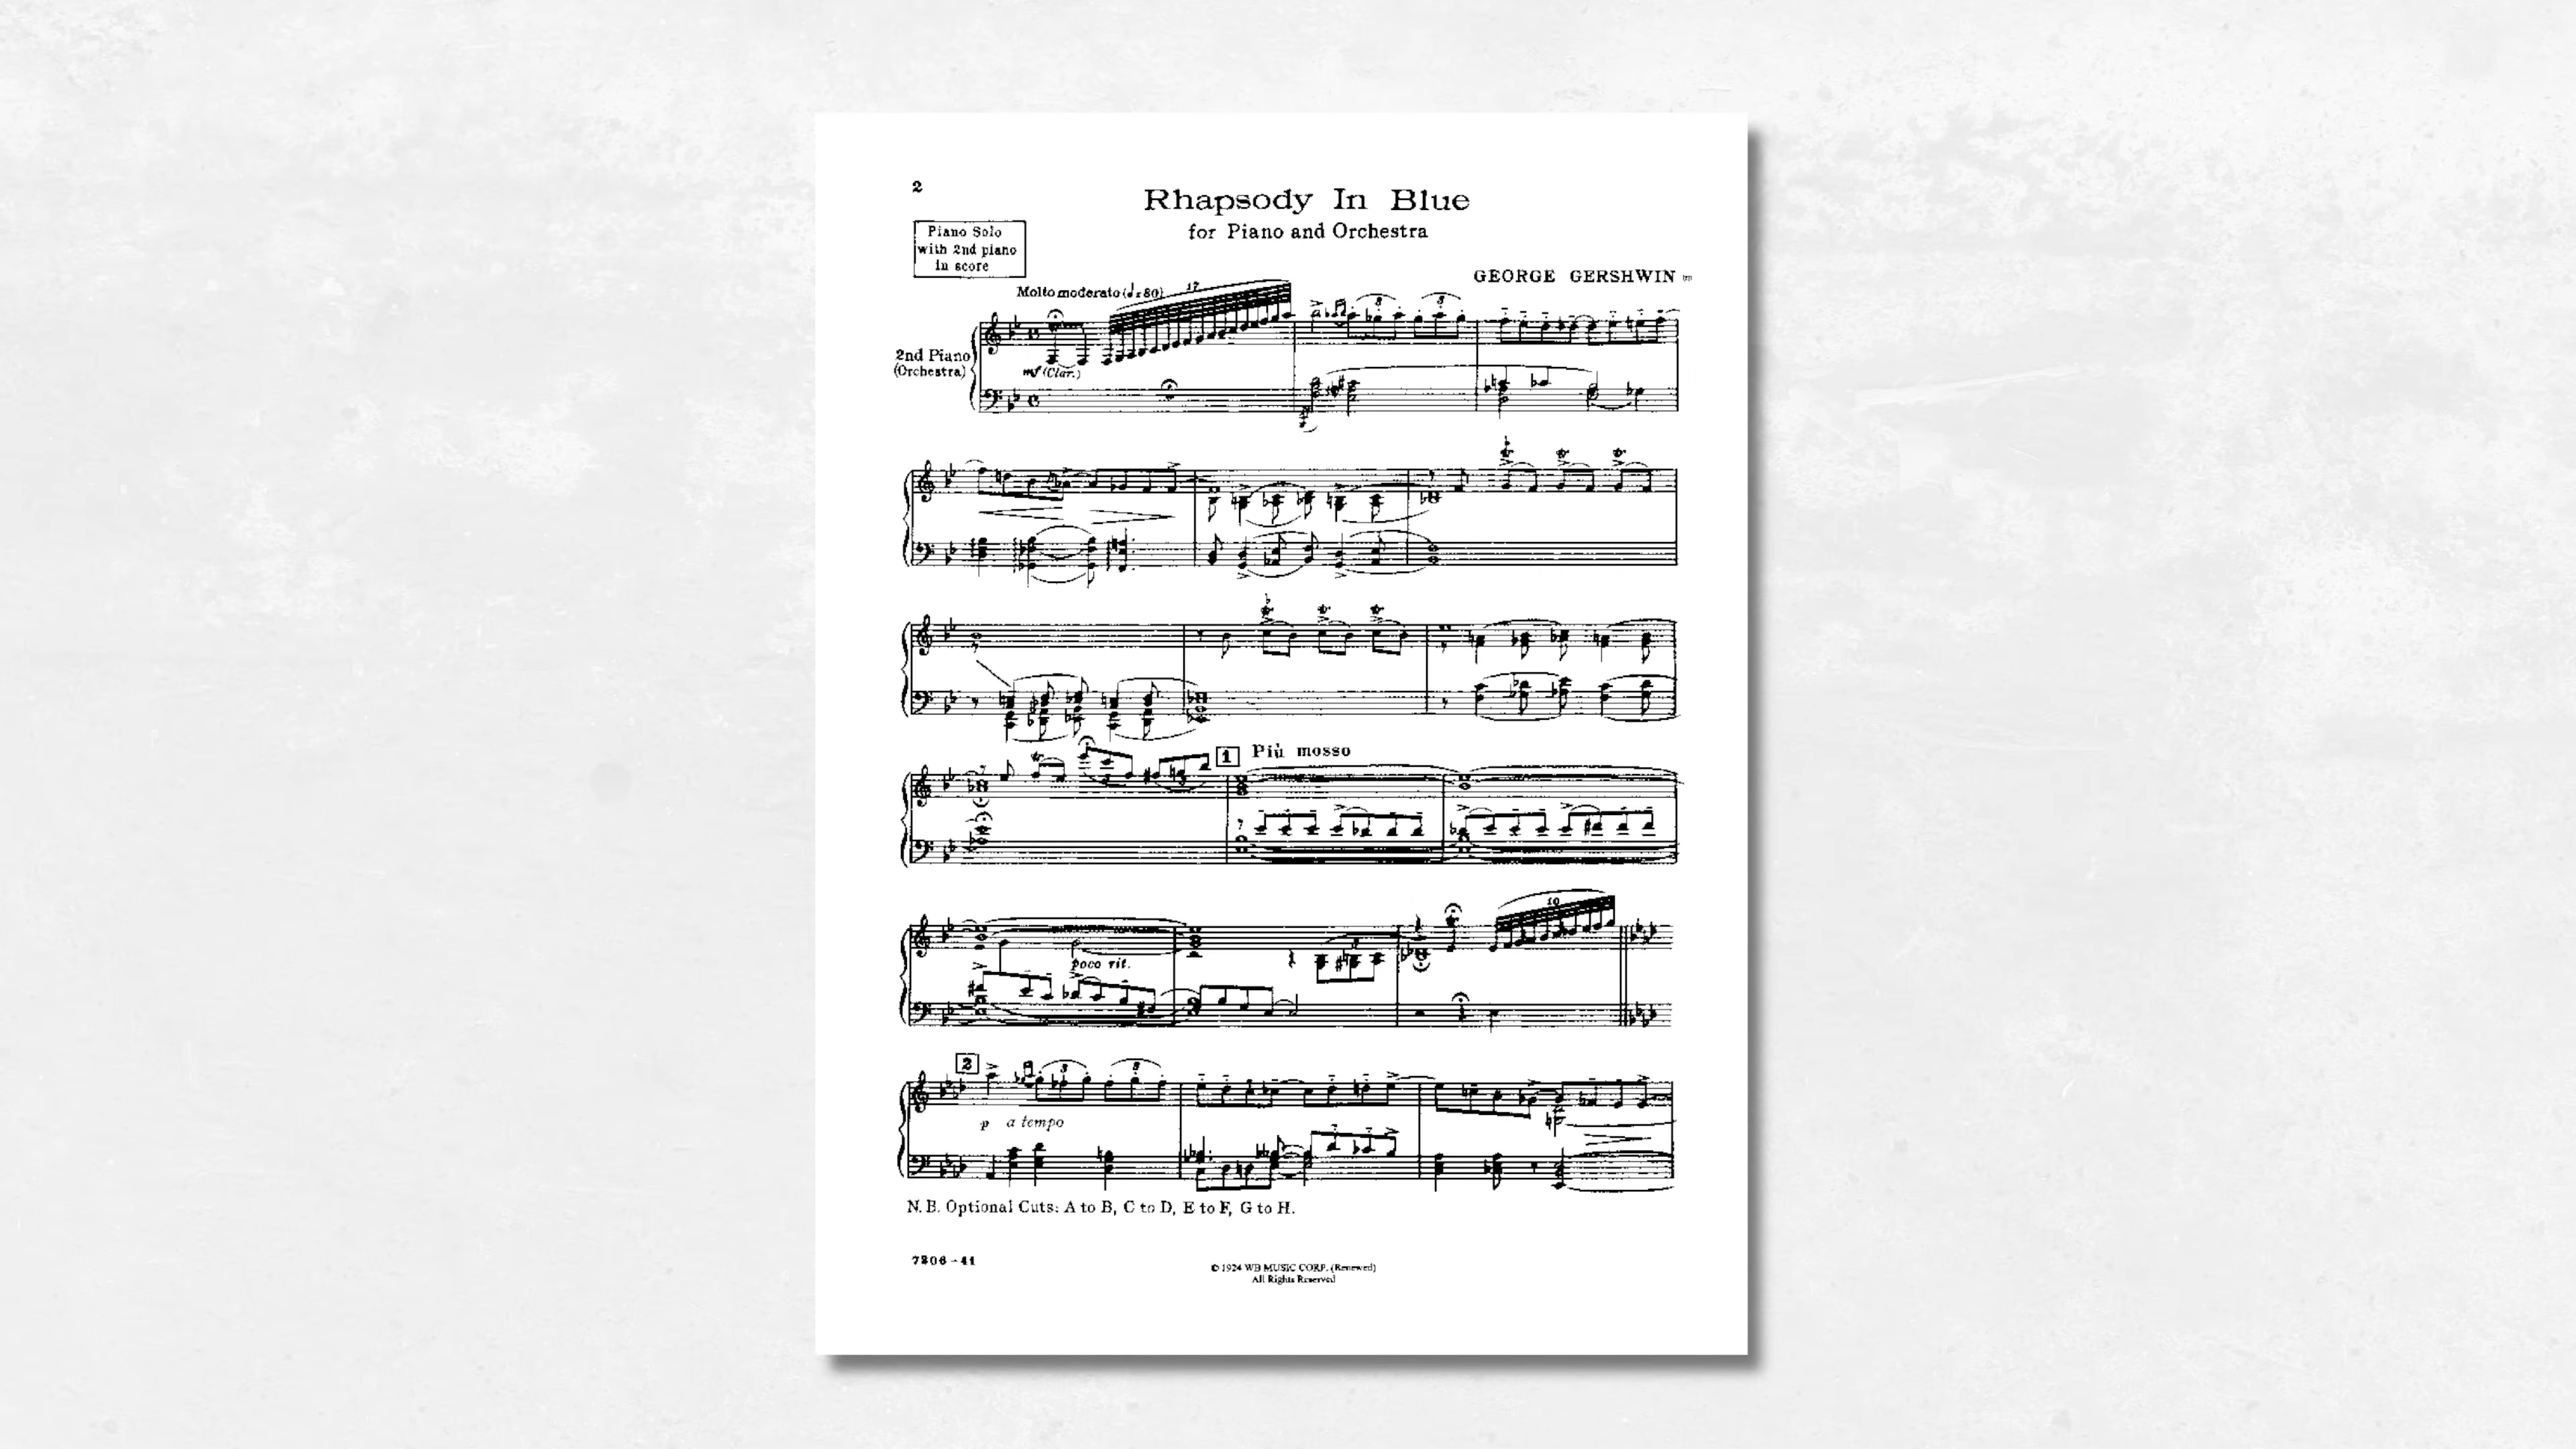 2
Rhapsody In Blue
for Piano and Orchestra
Piano Solo
with 2nd piano
in score
GEORGE GERSHWIN
Molto moderato (♩=80)
17
3
3
2nd Piano
(Orchestra)
mf (Clar.)
1 Più mosso
10
3
poco rit.
2
3
3
p a tempo
N.B. Optional Cuts: A to B, C to D, E to F, G to H.
7206-41
© 1924 WB MUSIC CORP. (Renewed)
All Rights Reserved